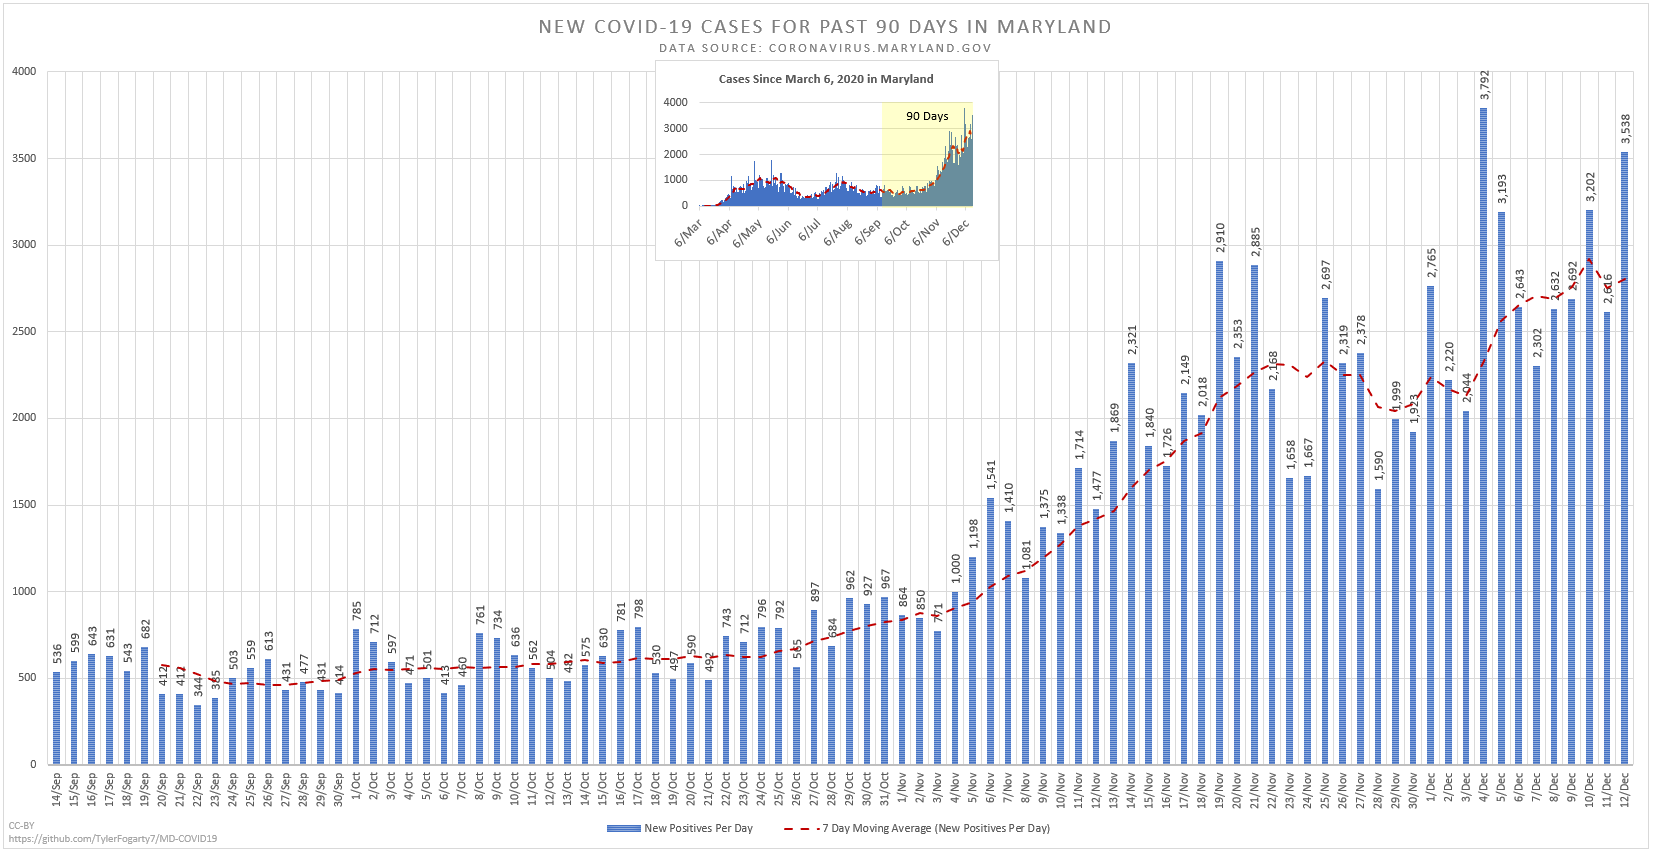 NEW COVID-19 CASES FOR PAST 90 DAYS IN MARYLAND
DATA SOURCE: CORONAVIRUS.MARYLAND.GOV
Cases Since March 6, 2020 in Maryland
90 Days
4000
3000
2000
1000
0
6/Mar 6/Apr 6/May 6/Jun 6/Jul 6/Aug 6/Sep 6/Oct 6/Nov 6/Dec
4000
3500
3000
2500
2000
1500
1000
500
0
536 599 643 631 543 682 412 412 344 385 503 559 613 431 477 431 414 785 712 597 471 501 413 460 761 734 636 562 504 482 575 630 781 798 530 497 590 492 743 712 796 792 565 897 684 962 927 967 864 850 771 1,000 1,198 1,541 1,410 1,081 1,375 1,338 1,714 1,477 1,869 2,321 1,840 1,726 2,149 2,018 2,910 2,353 2,885 2,168 1,658 1,667 2,697 2,319 2,378 1,590 1,999 1,923 2,765 2,220 2,044 3,792 3,193 2,643 2,302 2,632 2,692 3,202 2,616 3,538
14/Sep 15/Sep 16/Sep 17/Sep 18/Sep 19/Sep 20/Sep 21/Sep 22/Sep 23/Sep 24/Sep 25/Sep 26/Sep 27/Sep 28/Sep 29/Sep 30/Sep 1/Oct 2/Oct 3/Oct 4/Oct 5/Oct 6/Oct 7/Oct 8/Oct 9/Oct 10/Oct 11/Oct 12/Oct 13/Oct 14/Oct 15/Oct 16/Oct 17/Oct 18/Oct 19/Oct 20/Oct 21/Oct 22/Oct 23/Oct 24/Oct 25/Oct 26/Oct 27/Oct 28/Oct 29/Oct 30/Oct 31/Oct 1/Nov 2/Nov 3/Nov 4/Nov 5/Nov 6/Nov 7/Nov 8/Nov 9/Nov 10/Nov 11/Nov 12/Nov 13/Nov 14/Nov 15/Nov 16/Nov 17/Nov 18/Nov 19/Nov 20/Nov 21/Nov 22/Nov 23/Nov 24/Nov 25/Nov 26/Nov 27/Nov 28/Nov 29/Nov 30/Nov 1/Dec 2/Dec 3/Dec 4/Dec 5/Dec 6/Dec 7/Dec 8/Dec 9/Dec 10/Dec 11/Dec 12/Dec
New Positives Per Day 7 Day Moving Average (New Positives Per Day)
CC-BY
https://github.com/TylerFogarty7/MD-COVID19